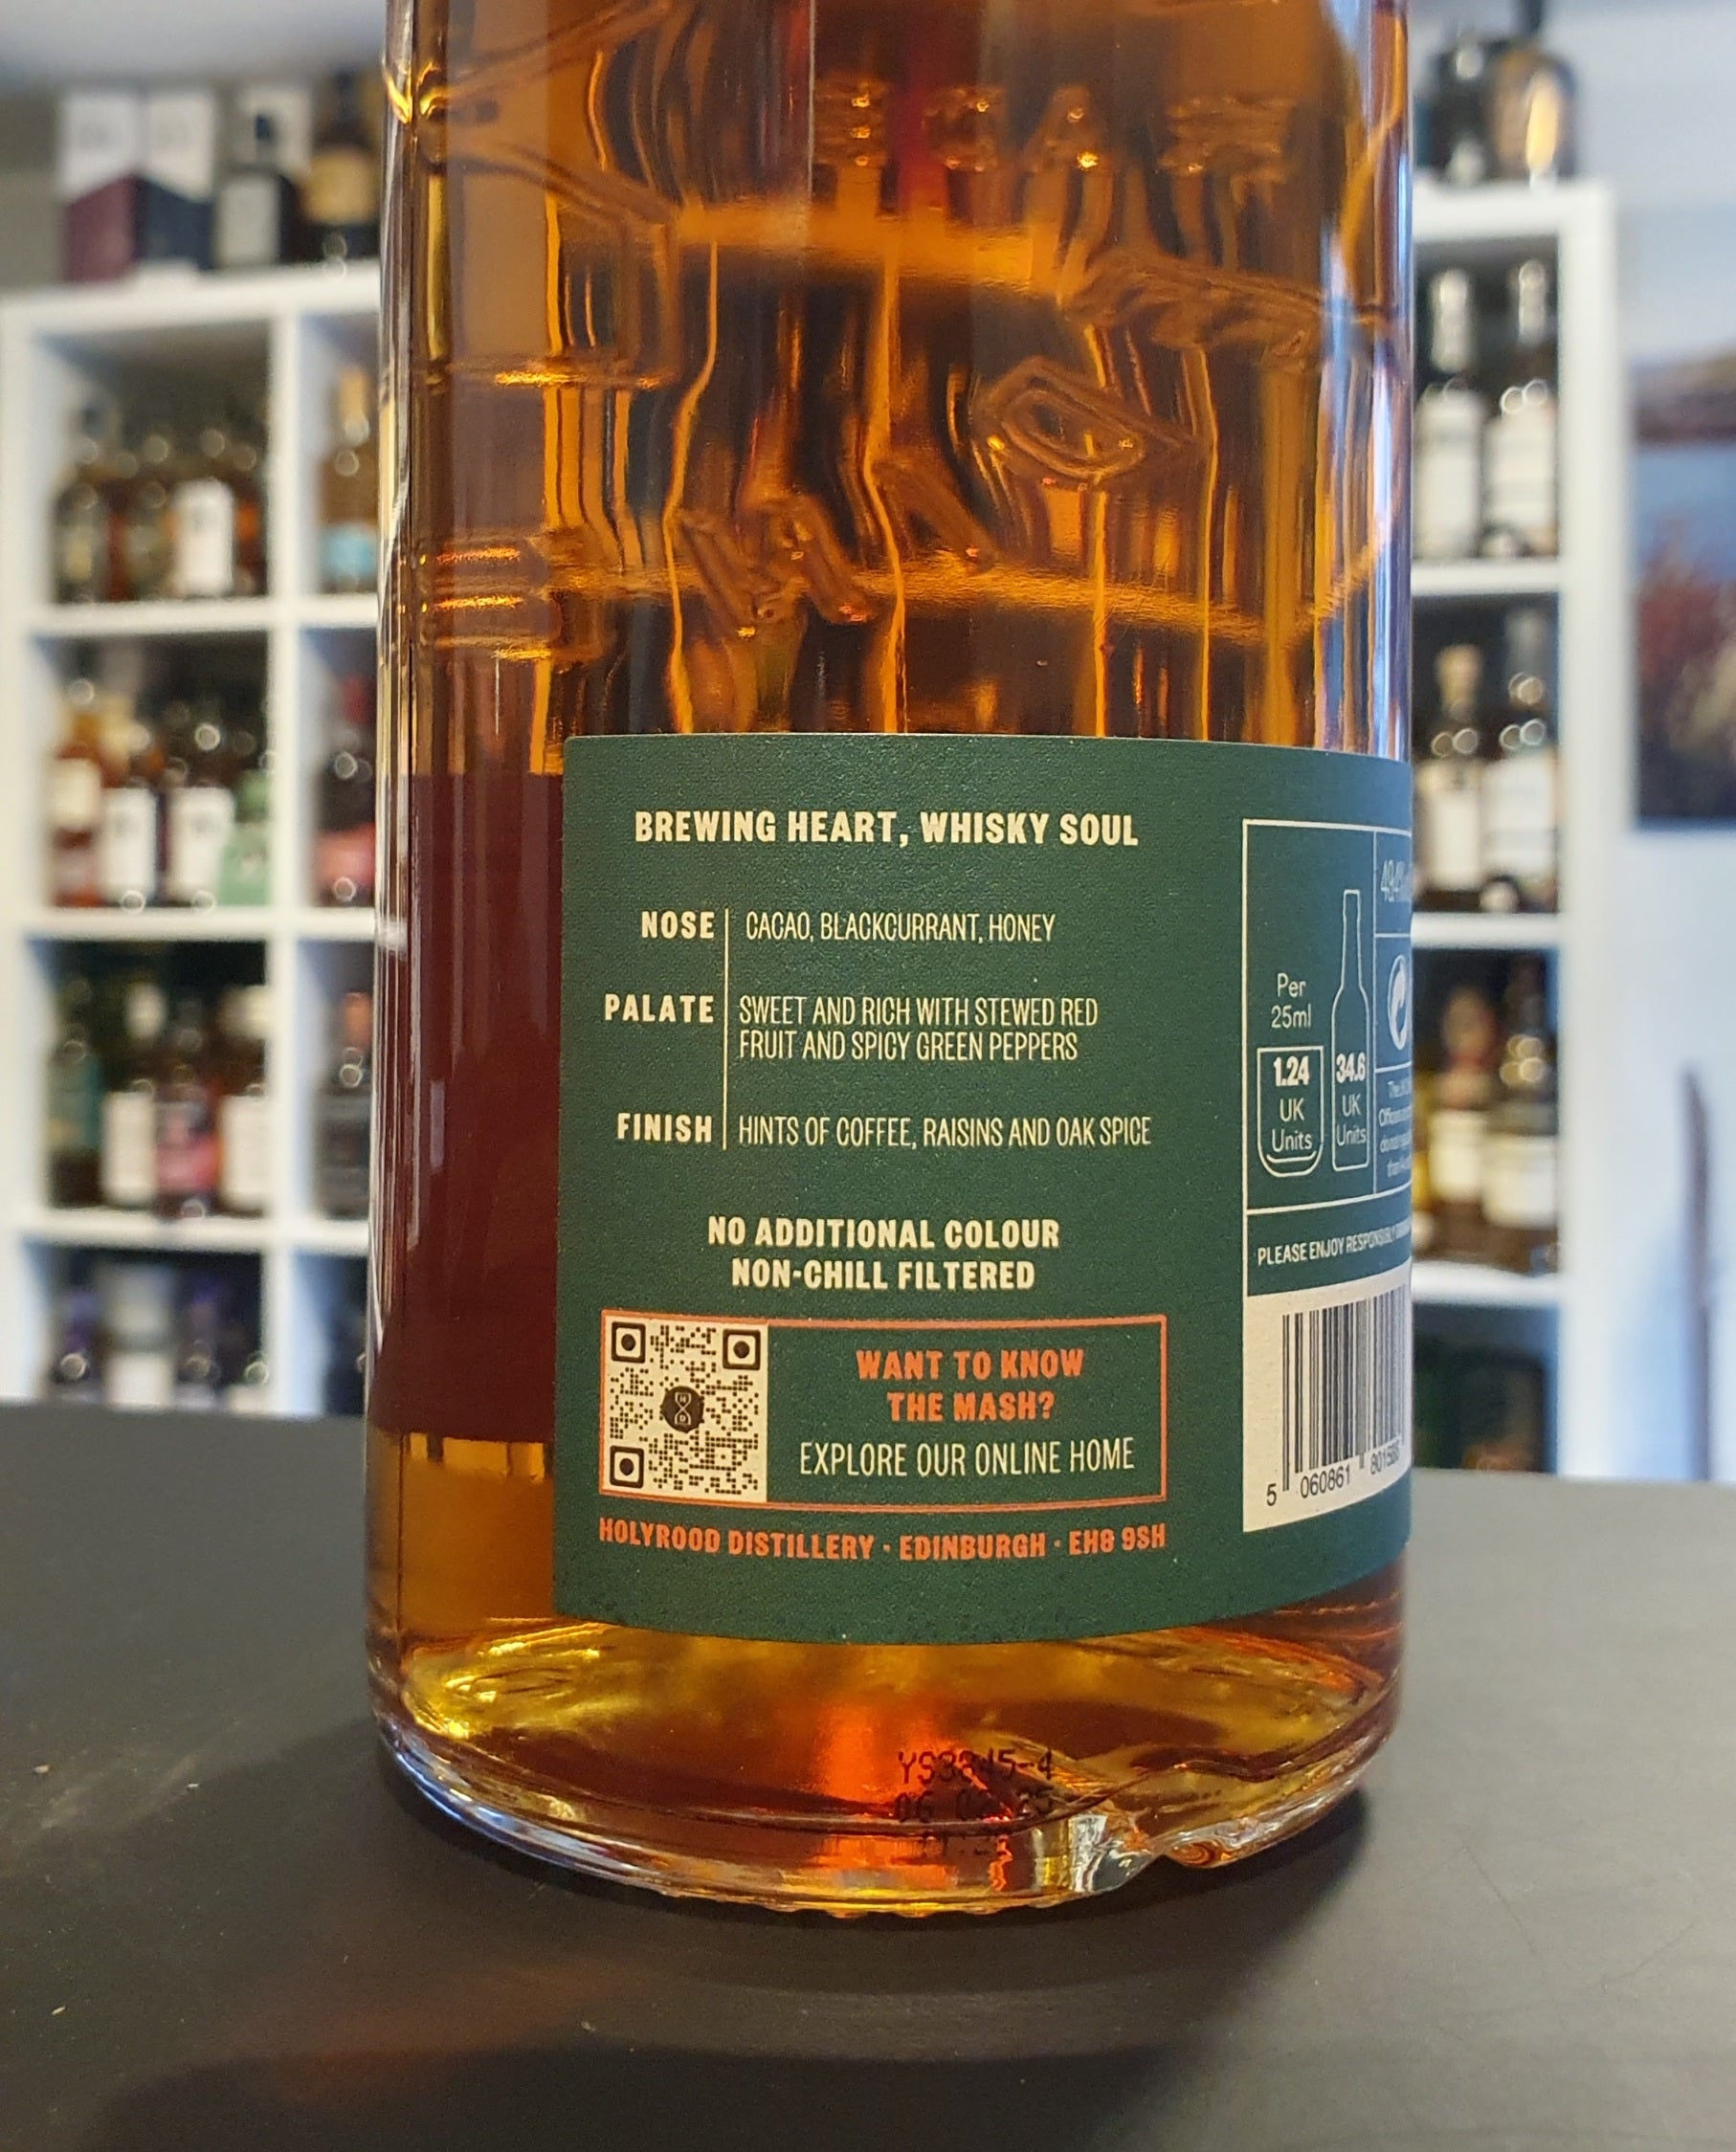 BREWING HEART, WHISKY SOUL
NOSE CACAO, BLACKCURRANT, HONEY
PALATE SWEET AND RICH WITH STEWED RED
FRUIT AND SPICY GREEN PEPPERS
FINISH HINTS OF COFFEE, RAISINS AND OAK SPICE
NO ADDITIONAL COLOUR
NON-CHILL FILTERED
WANT TO KNOW
THE MASH?
EXPLORE OUR ONLINE HOME
HOLYROOD DISTILLERY · EDINBURGH · EH8 9SH
Per
25ml
1.24
UK
Units
34.6
UK
Units
PLEASE ENJOY RESPONSIBLY
5 060861